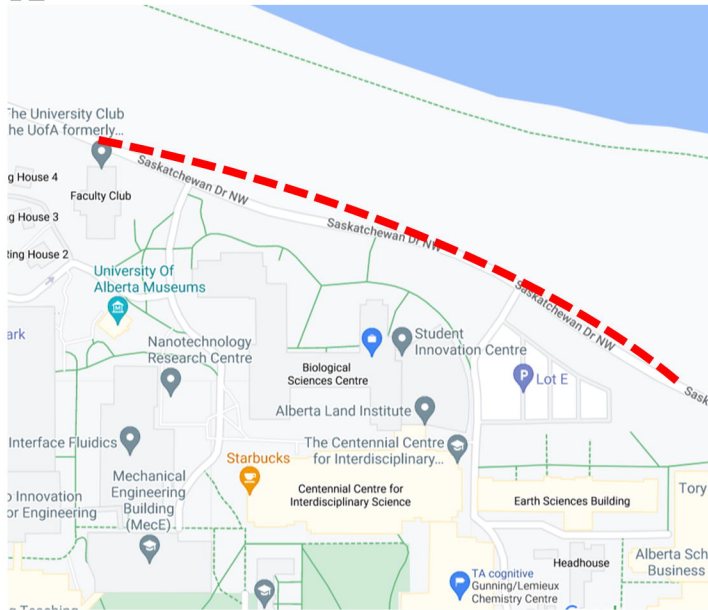 The University Club
he UofA formerly...
Saskatchewan Dr NW
g House 4
Faculty Club
g House 3
Saskatchewan Dr NW
ting House 2
University Of
Alberta Museums
Saskatchewan Dr NW
ark
Nanotechnology
Research Centre
Student
Innovation Centre
Biological
Sciences Centre
P
Lot E
Sask
Alberta Land Institute
Interface Fluidics
The Centennial Centre
for Interdisciplinary...
Starbucks
Mechanical
Engineering
Building
(MecE)
Centennial Centre for
Interdisciplinary Science
Earth Sciences Building
Tory
o Innovation
or Engineering
Headhouse
Alberta Sch
Business
TA cognitive
Gunning/Lemieux
Chemistry Centre